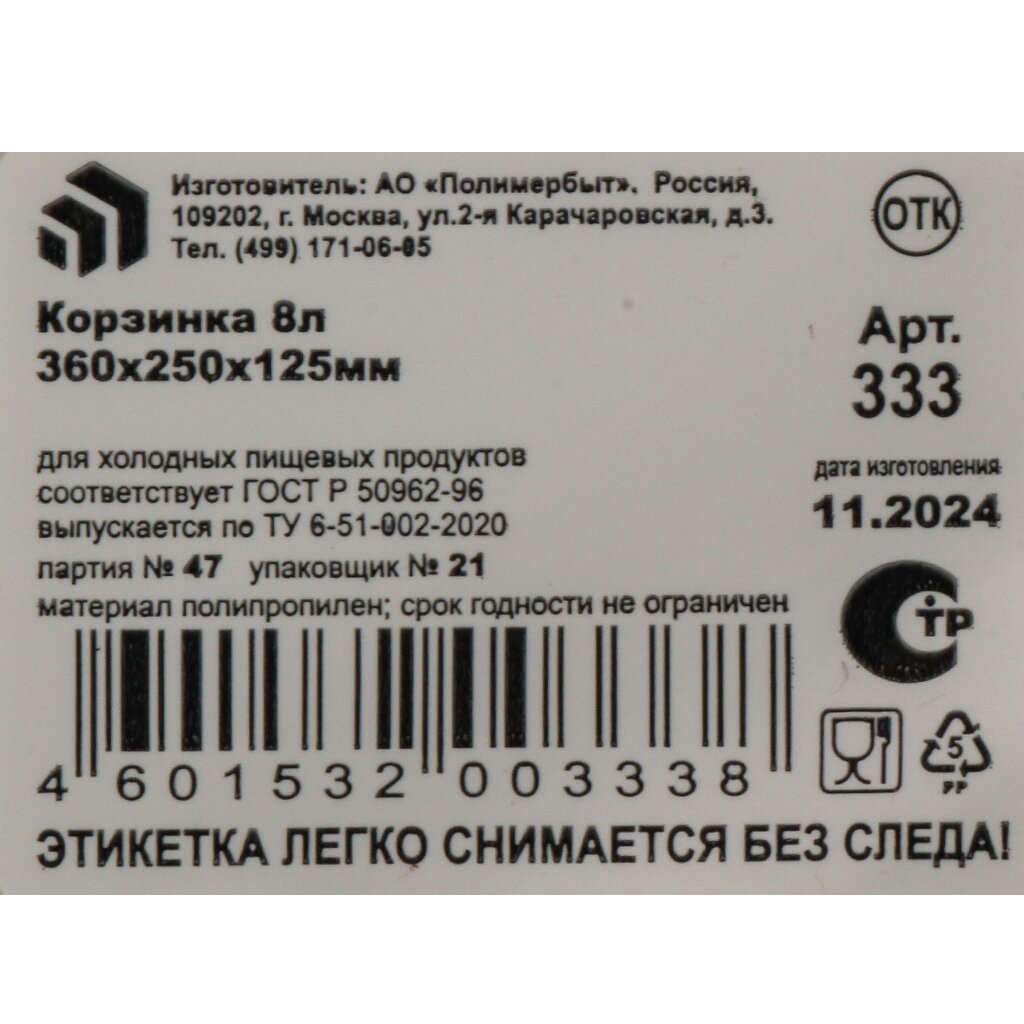 Изготовитель: АО «Полимербыт». Россия,
109202, г. Москва, ул.2-я Карачаровская, д.3.
Тел. (499) 171-06-05
ОТК
Корзинка 8л
360х250х125мм
Арт.
333
для холодных пищевых продуктов
соответствует ГОСТ Р 50962-96
выпускается по ТУ 6-51-002-2020
дата изготовления
11.2024
партия № 47 упаковщик № 21
материал полипропилен; срок годности не ограничен
СТР
4 601532 003338
5
PP
ЭТИКЕТКА ЛЕГКО СНИМАЕТСЯ БЕЗ СЛЕДА!